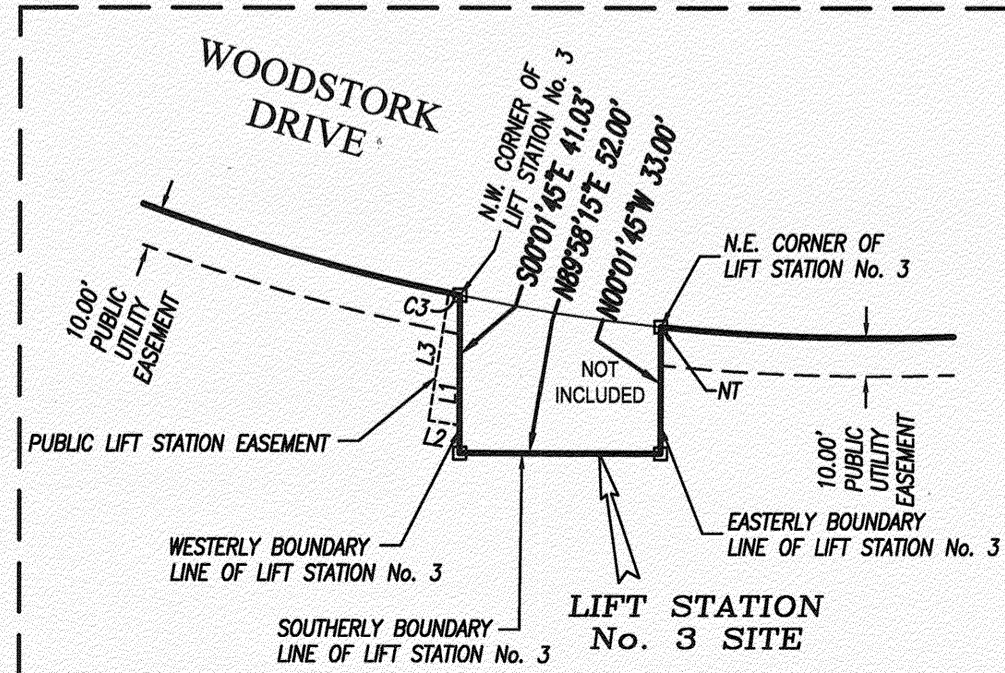 WOODSTORK
DRIVE
N.W. CORNER OF
LIFT STATION No. 3
S00°01'45"E 41.03'
N89°58'15"E 52.00'
N00°01'45"W 33.00'
N.E. CORNER OF
LIFT STATION No. 3
10.00'
PUBLIC
UTILITY
EASEMENT
C3
L3
L1
L2
NOT
INCLUDED
NT
PUBLIC LIFT STATION EASEMENT
10.00'
PUBLIC
UTILITY
EASEMENT
WESTERLY BOUNDARY
LINE OF LIFT STATION No. 3
EASTERLY BOUNDARY
LINE OF LIFT STATION No. 3
SOUTHERLY BOUNDARY
LINE OF LIFT STATION No. 3
LIFT STATION
No. 3 SITE